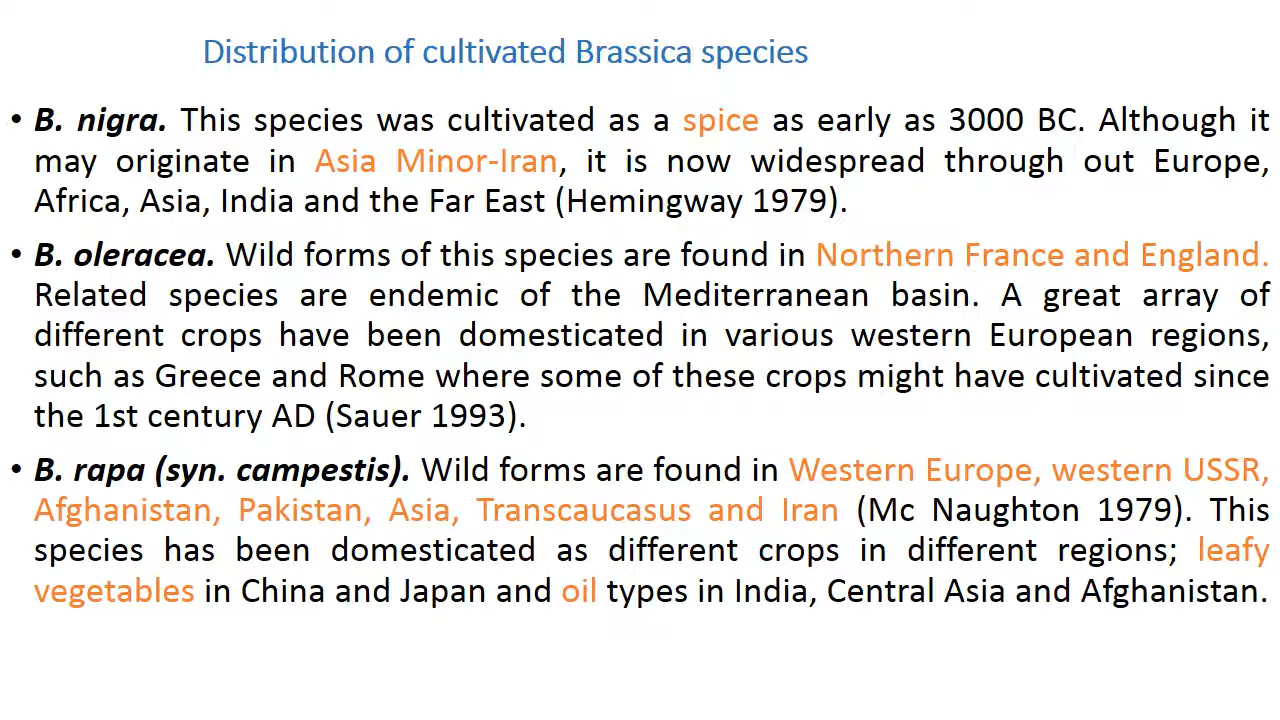 Distribution of cultivated Brassica species
• B. nigra. This species was cultivated as a spice as early as 3000 BC. Although it
may originate in Asia Minor-Iran, it is now widespread through out Europe,
Africa, Asia, India and the Far East (Hemingway 1979).
• B. oleracea. Wild forms of this species are found in Northern France and England.
Related species are endemic of the Mediterranean basin. A great array of
different crops have been domesticated in various western European regions,
such as Greece and Rome where some of these crops might have cultivated since
the 1st century AD (Sauer 1993).
• B. rapa (syn. campestis). Wild forms are found in Western Europe, western USSR,
Afghanistan, Pakistan, Asia, Transcaucasus and Iran (Mc Naughton 1979). This
species has been domesticated as different crops in different regions; leafy
vegetables in China and Japan and oil types in India, Central Asia and Afghanistan.